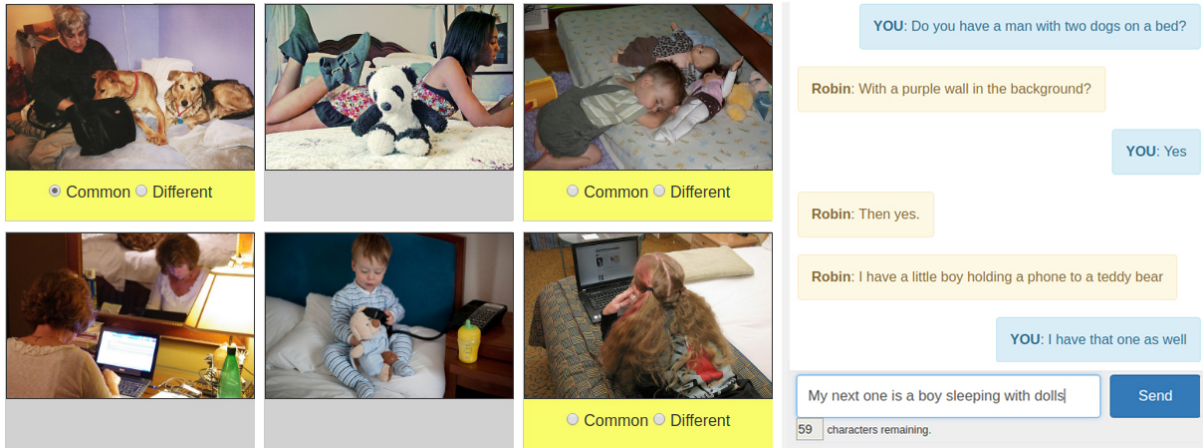 YOU: Do you have a man with two dogs on a bed?
Robin: With a purple wall in the background?
YOU: Yes
Robin: Then yes.
Robin: I have a little boy holding a phone to a teddy bear
YOU: I have that one as well
My next one is a boy sleeping with dolls
Send
59 characters remaining.
Common Different
Common Different
Common Different